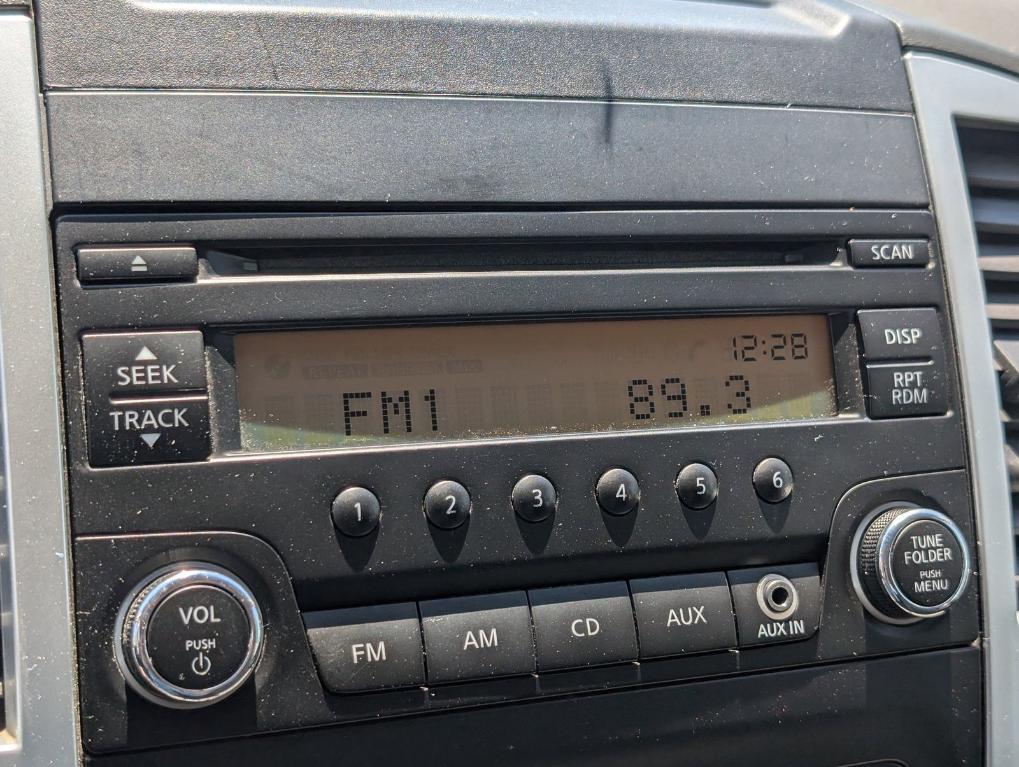 SCAN
SEEK
TRACK
12:28
FM1 89.3
DISP
RPT
RDM
1 2 3 4 5 6
VOL
PUSH
FM AM CD AUX
AUX IN
TUNE
FOLDER
PUSH
MENU